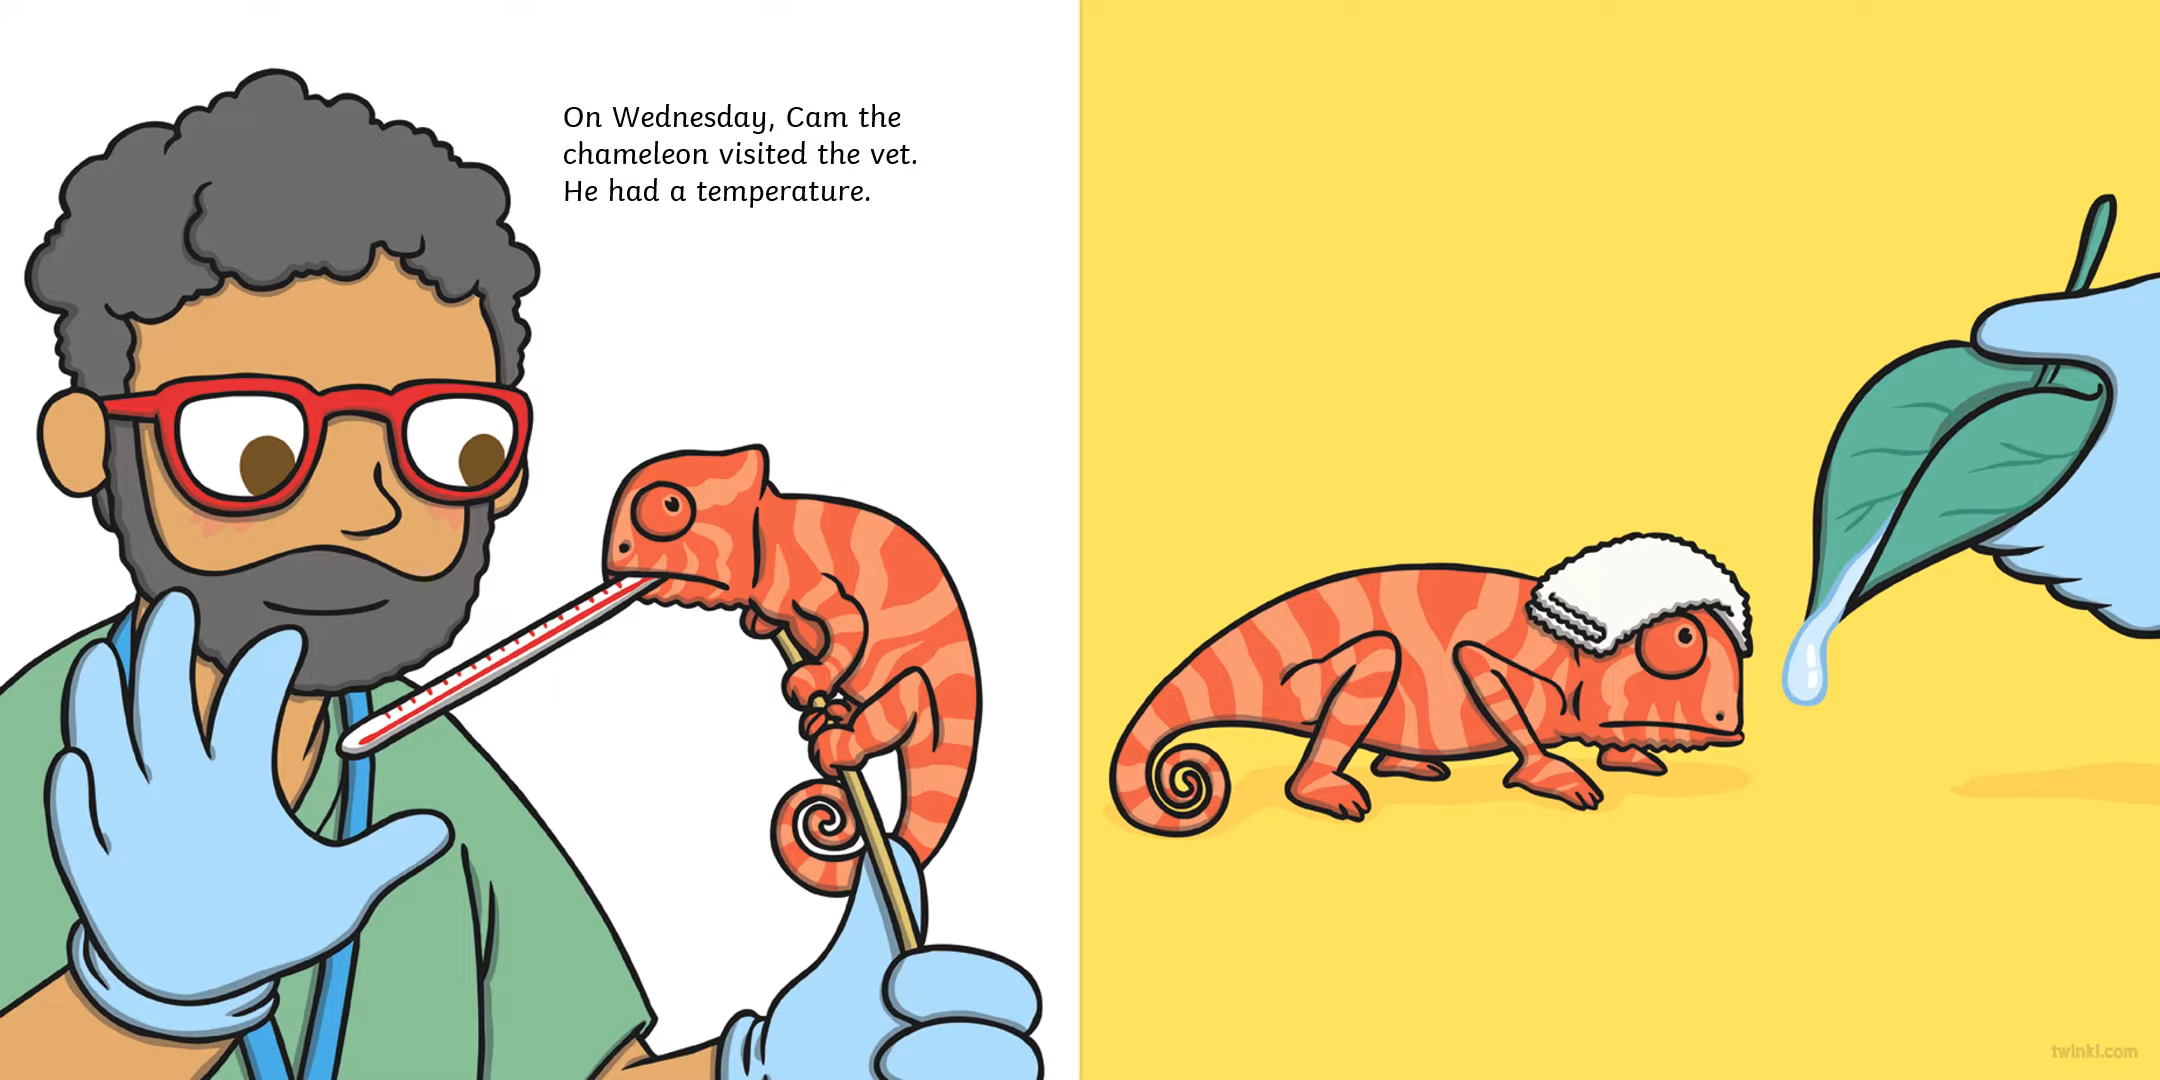 On Wednesday, Cam the
chameleon visited the vet.
He had a temperature.
twinkl.com